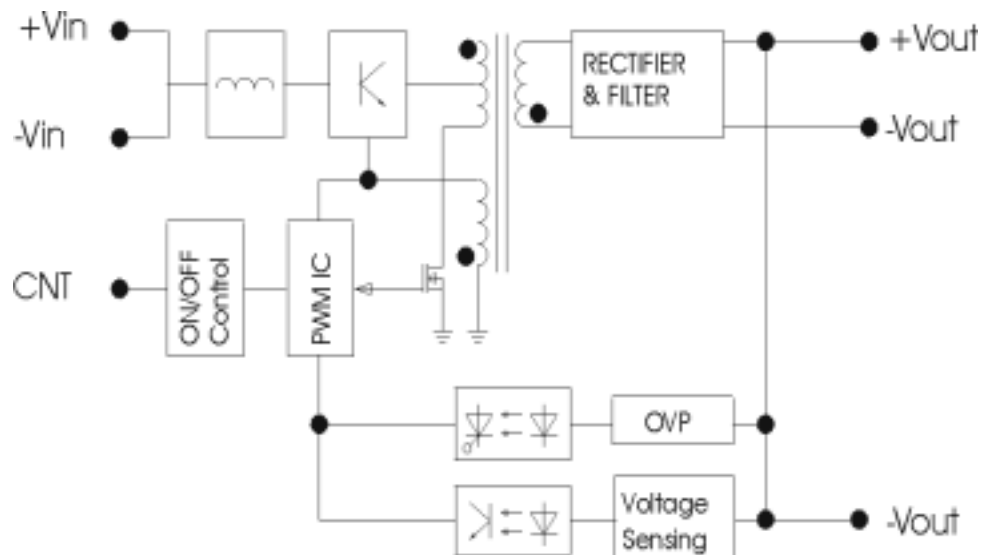 +Vin
-Vin
CNT
ON/OFF
Control
PWM IC
RECTIFIER
& FILTER
+Vout
-Vout
OVP
Voltage
Sensing
-Vout